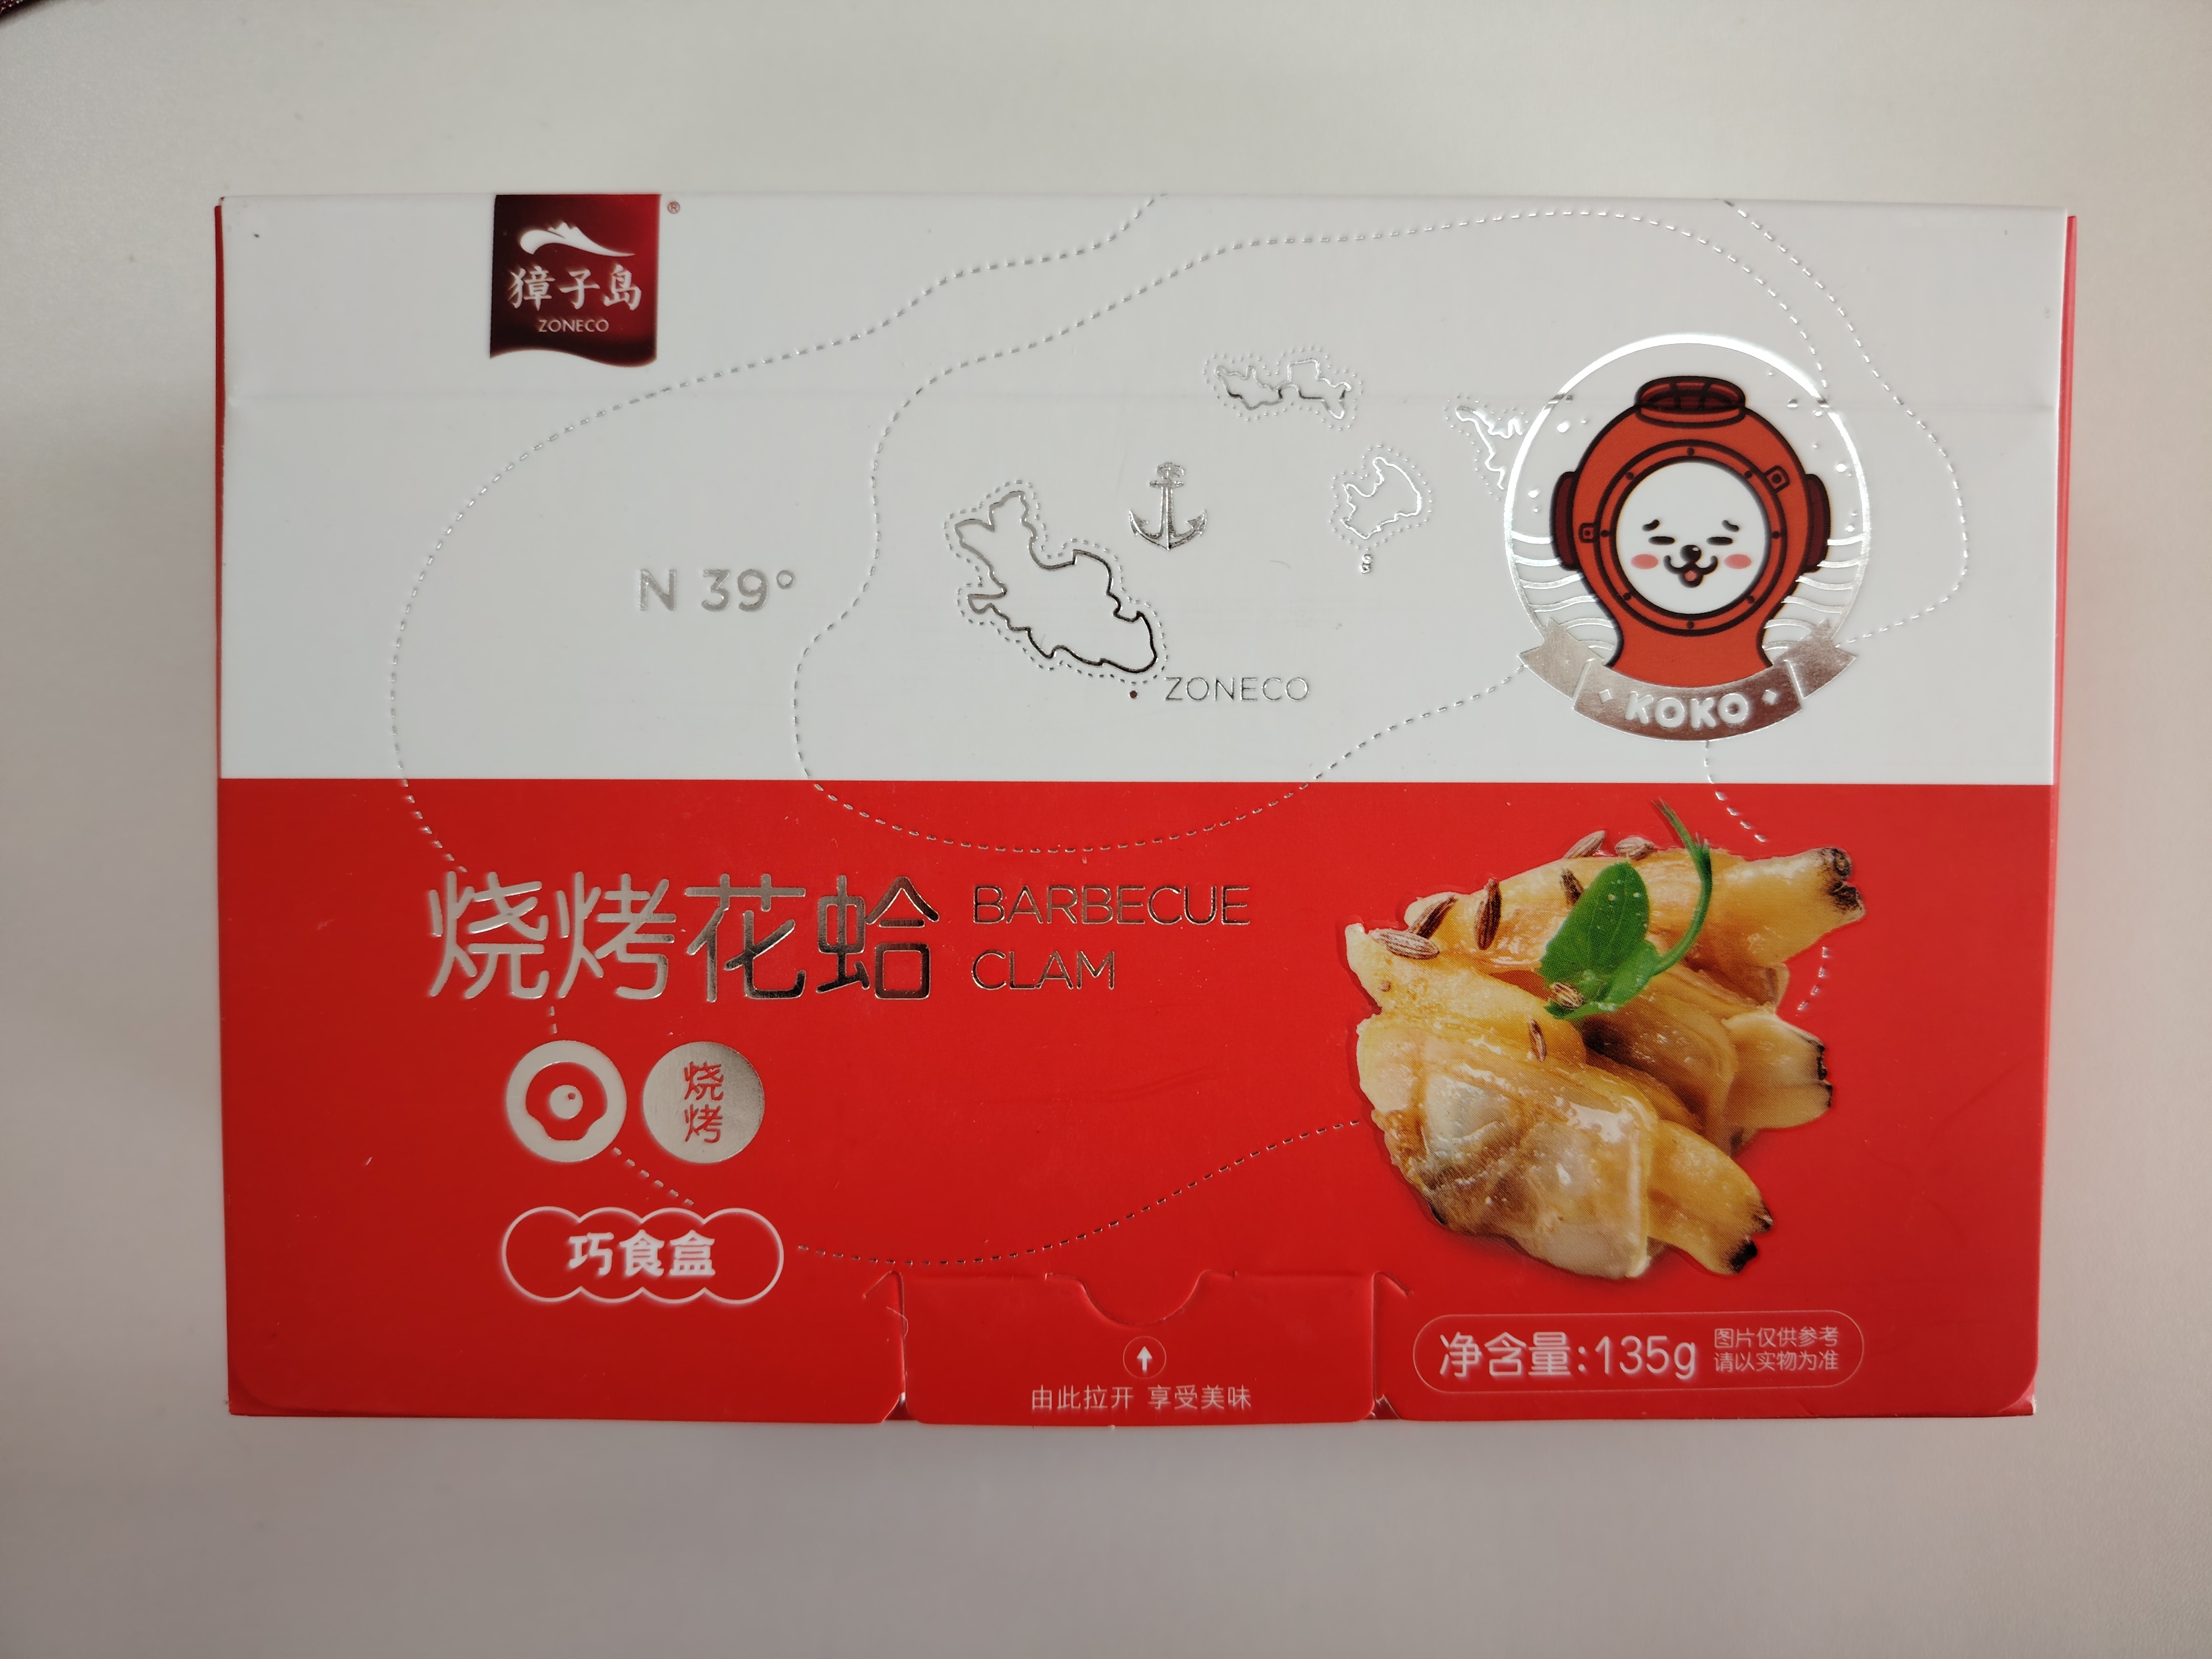 獐子岛
ZONECO
®
N 39°
ZONECO
KOKO
烧烤花蛤
BARBECUE
CLAM
烧
烤
巧食盒
由此拉开 享受美味
净含量:135g
图片仅供参考
请以实物为准